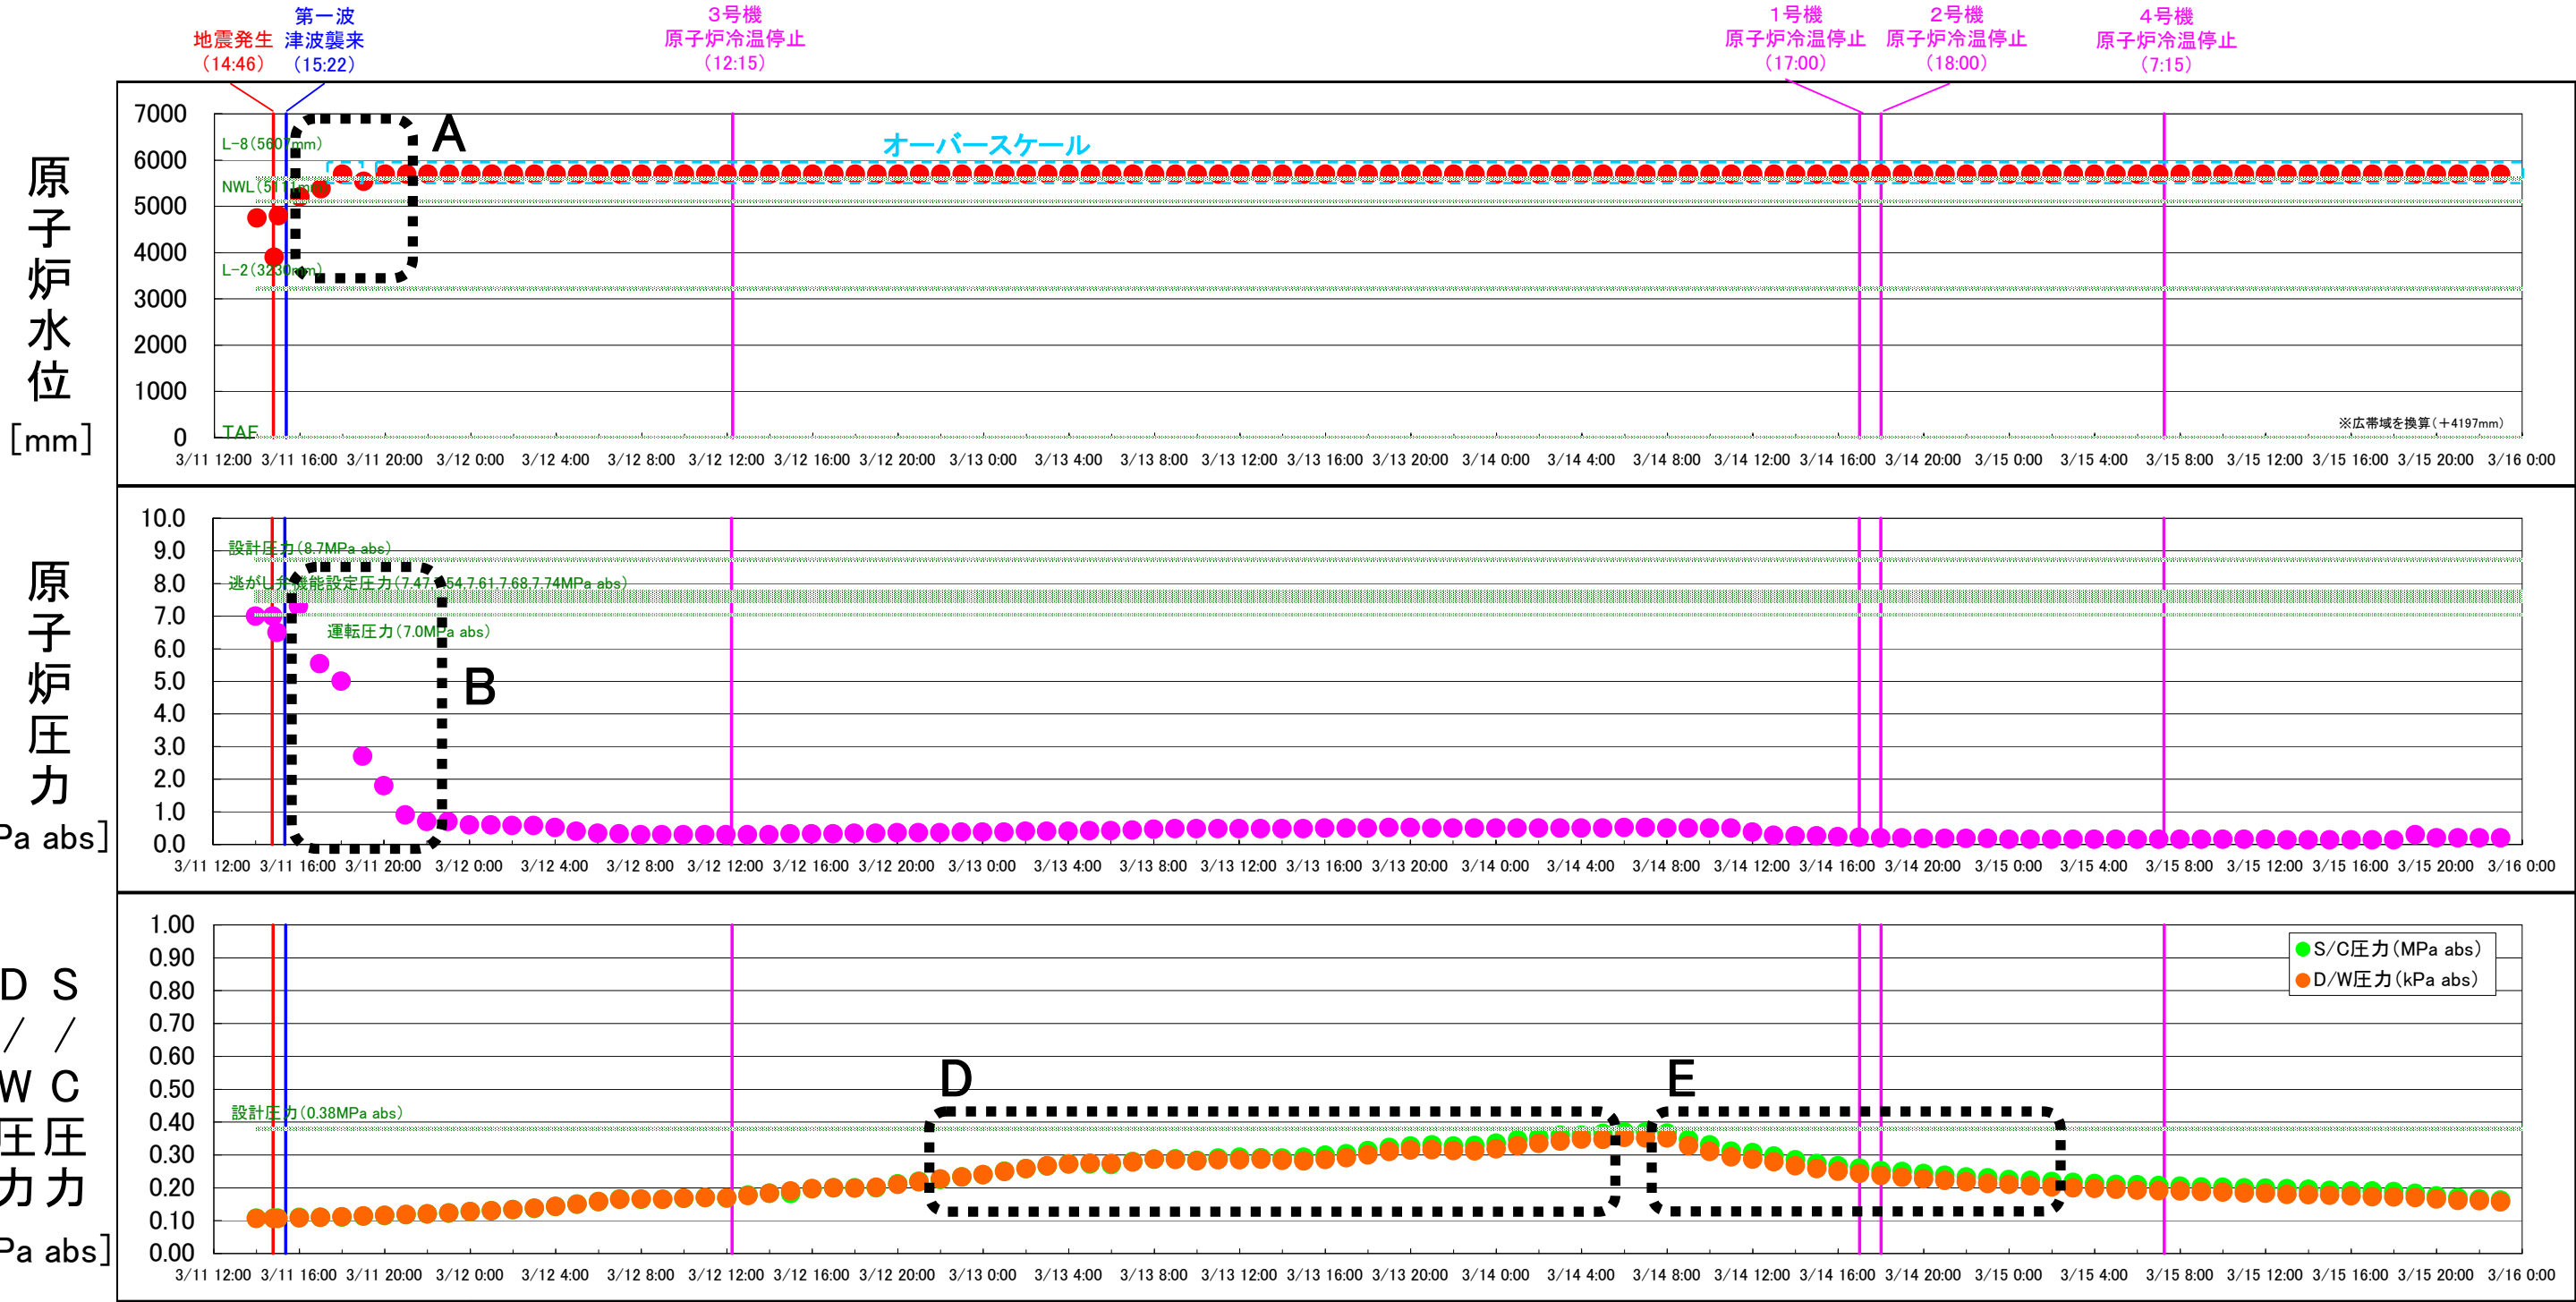 地震発生
(14:46)
第一波
津波襲来
(15:22)
3号機
原子炉冷温停止
(12:15)
1号機
原子炉冷温停止
(17:00)
2号機
原子炉冷温停止
(18:00)
4号機
原子炉冷温停止
(7:15)
原子炉水位
[mm]
7000
6000
5000
4000
3000
2000
1000
0
L-8(5607mm)
NWL(5111mm)
L-2(3230mm)
TAF
A
オーバースケール
※広帯域を換算(+4197mm)
3/11 12:00 3/11 16:00 3/11 20:00 3/12 0:00 3/12 4:00 3/12 8:00 3/12 12:00 3/12 16:00 3/12 20:00 3/13 0:00 3/13 4:00 3/13 8:00 3/13 12:00 3/13 16:00 3/13 20:00 3/14 0:00 3/14 4:00 3/14 8:00 3/14 12:00 3/14 16:00 3/14 20:00 3/15 0:00 3/15 4:00 3/15 8:00 3/15 12:00 3/15 16:00 3/15 20:00 3/16 0:00
原子炉圧力
Pa abs]
10.0
9.0
8.0
7.0
6.0
5.0
4.0
3.0
2.0
1.0
0.0
設計圧力(8.7MPa abs)
逃がし弁機能設定圧力(7.47,7.54,7.61,7.68,7.74MPa abs)
運転圧力(7.0MPa abs)
B
3/11 12:00 3/11 16:00 3/11 20:00 3/12 0:00 3/12 4:00 3/12 8:00 3/12 12:00 3/12 16:00 3/12 20:00 3/13 0:00 3/13 4:00 3/13 8:00 3/13 12:00 3/13 16:00 3/13 20:00 3/14 0:00 3/14 4:00 3/14 8:00 3/14 12:00 3/14 16:00 3/14 20:00 3/15 0:00 3/15 4:00 3/15 8:00 3/15 12:00 3/15 16:00 3/15 20:00 3/16 0:00
S/C圧力
D/W圧力
Pa abs]
1.00
0.90
0.80
0.70
0.60
0.50
0.40
0.30
0.20
0.10
0.00
設計圧力(0.38MPa abs)
D
E
S/C圧力(MPa abs)
D/W圧力(kPa abs)
3/11 12:00 3/11 16:00 3/11 20:00 3/12 0:00 3/12 4:00 3/12 8:00 3/12 12:00 3/12 16:00 3/12 20:00 3/13 0:00 3/13 4:00 3/13 8:00 3/13 12:00 3/13 16:00 3/13 20:00 3/14 0:00 3/14 4:00 3/14 8:00 3/14 12:00 3/14 16:00 3/14 20:00 3/15 0:00 3/15 4:00 3/15 8:00 3/15 12:00 3/15 16:00 3/15 20:00 3/16 0:00